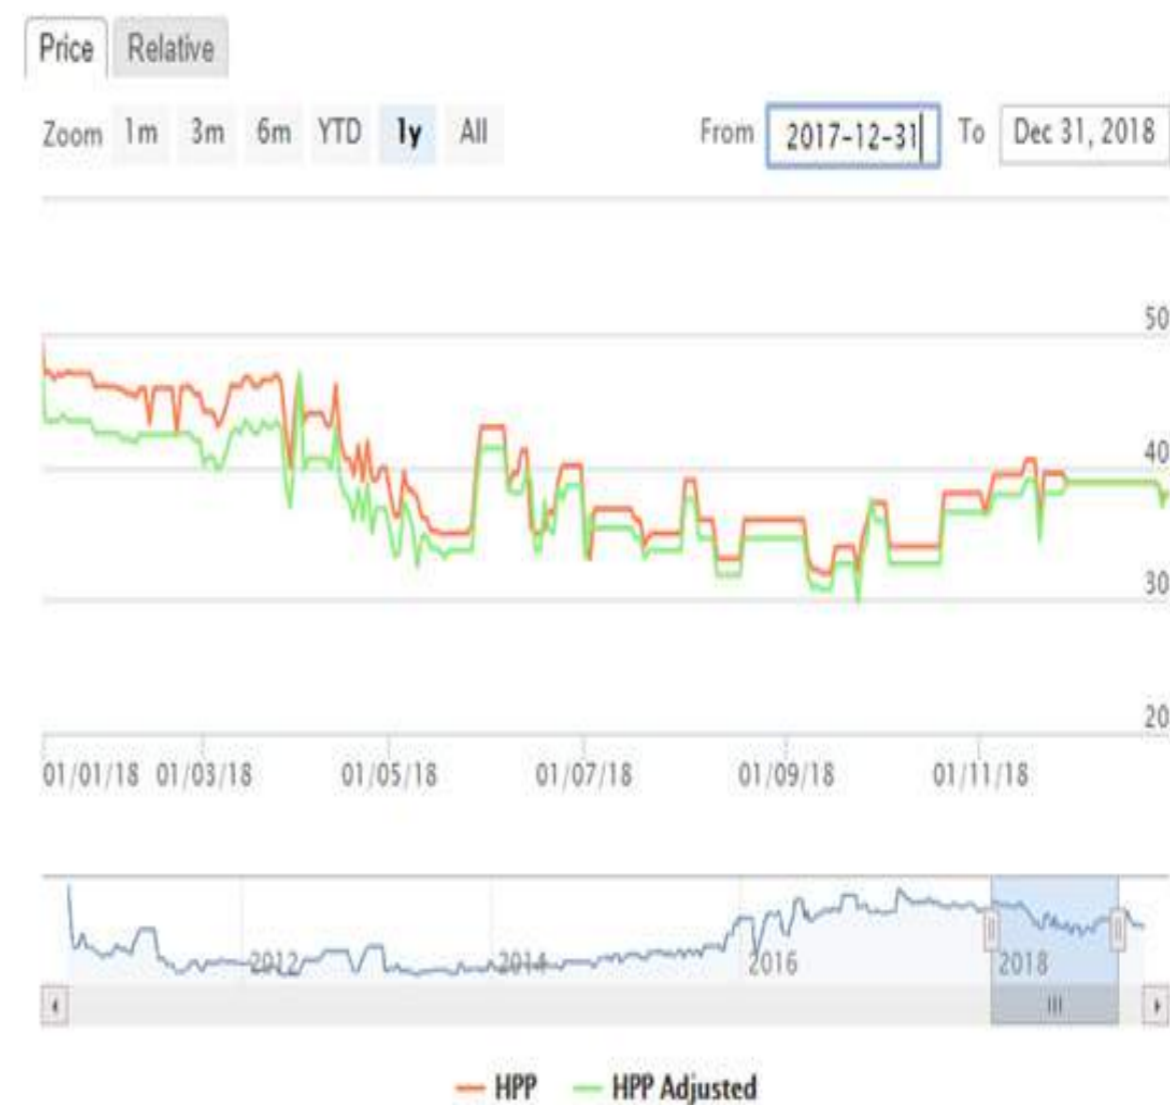 Price Relative
Zoom 1m 3m 6m YTD 1y All From 2017-12-31 To Dec 31, 2018
50
40
30
20
01/01/18 01/03/18 01/05/18 01/07/18 01/09/18 01/11/18
2012 2014 2016 2018
HPP HPP Adjusted